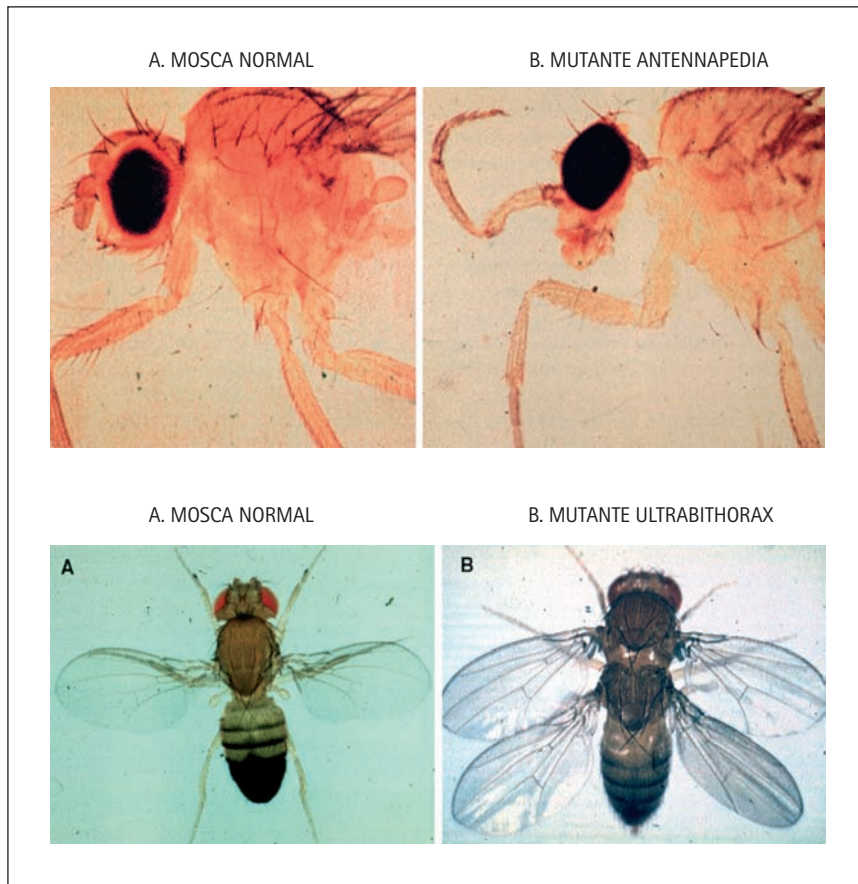 A. MOSCA NORMAL
B. MUTANTE ANTENNAPEDIA
A. MOSCA NORMAL
B. MUTANTE ULTRABITHORAX
A
B